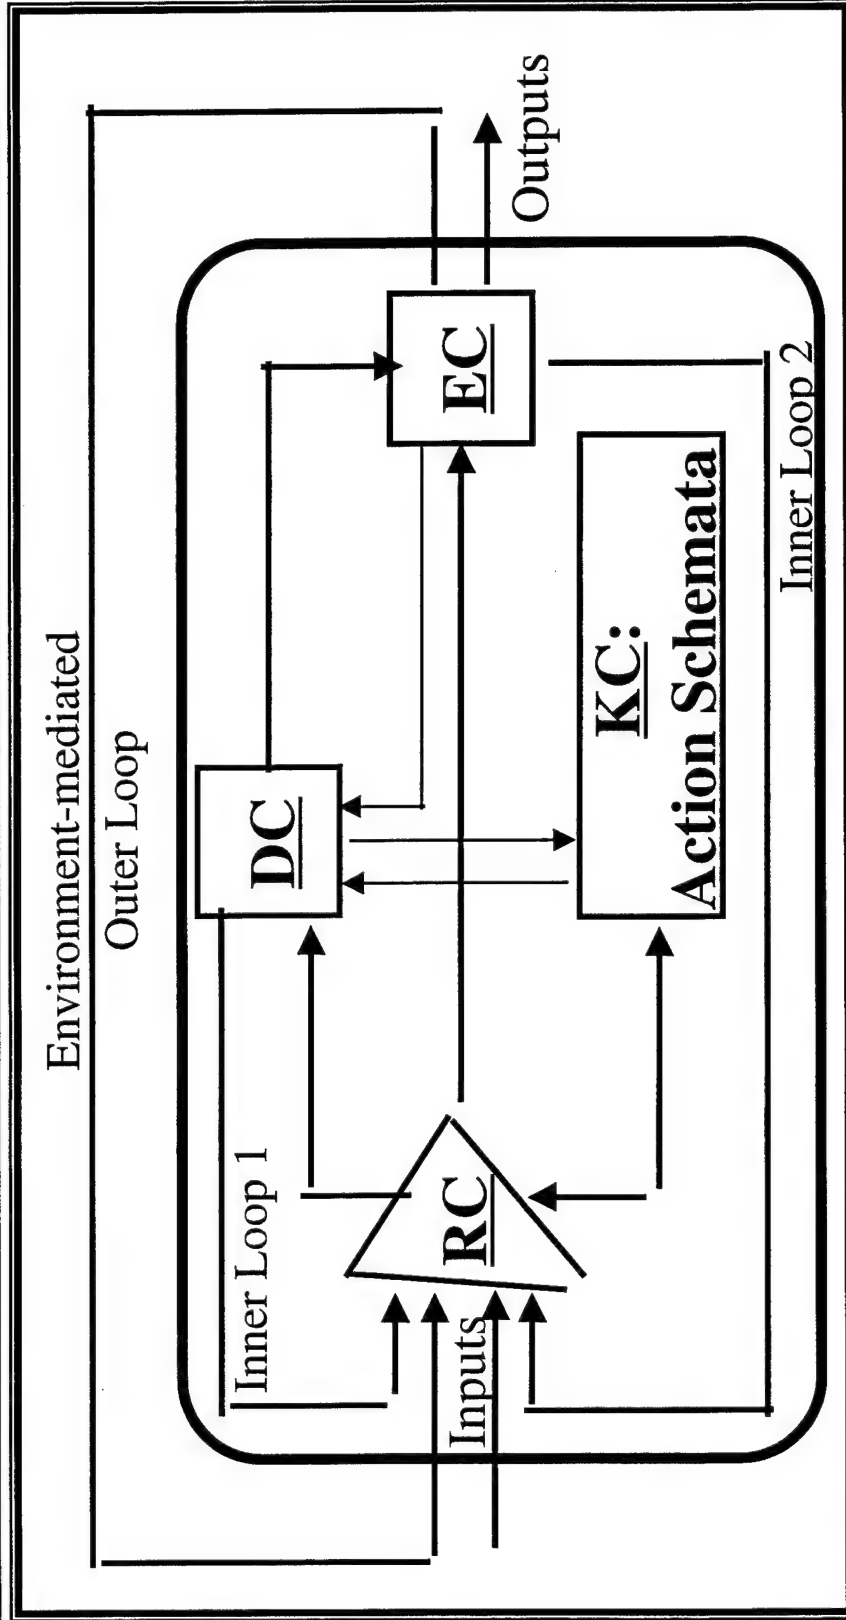 Environment-mediated
Outer Loop
Inner Loop 1
DC
EC
Outputs
RC
Inputs
KC:
Action Schemata
Inner Loop 2